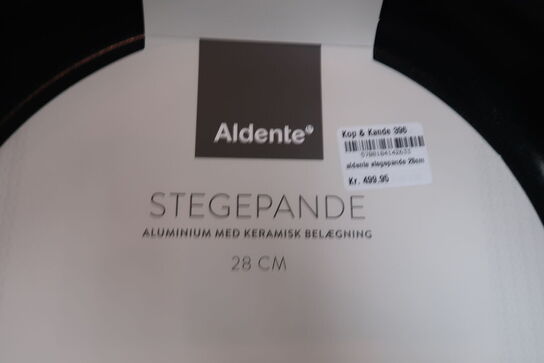 Aldente
Kop & Kande 396
aldente stegepande 28cm
Kr. 499.95
STEGEPANDE
ALUMINIUM MED KERAMISK BELÆGNING
28 CM